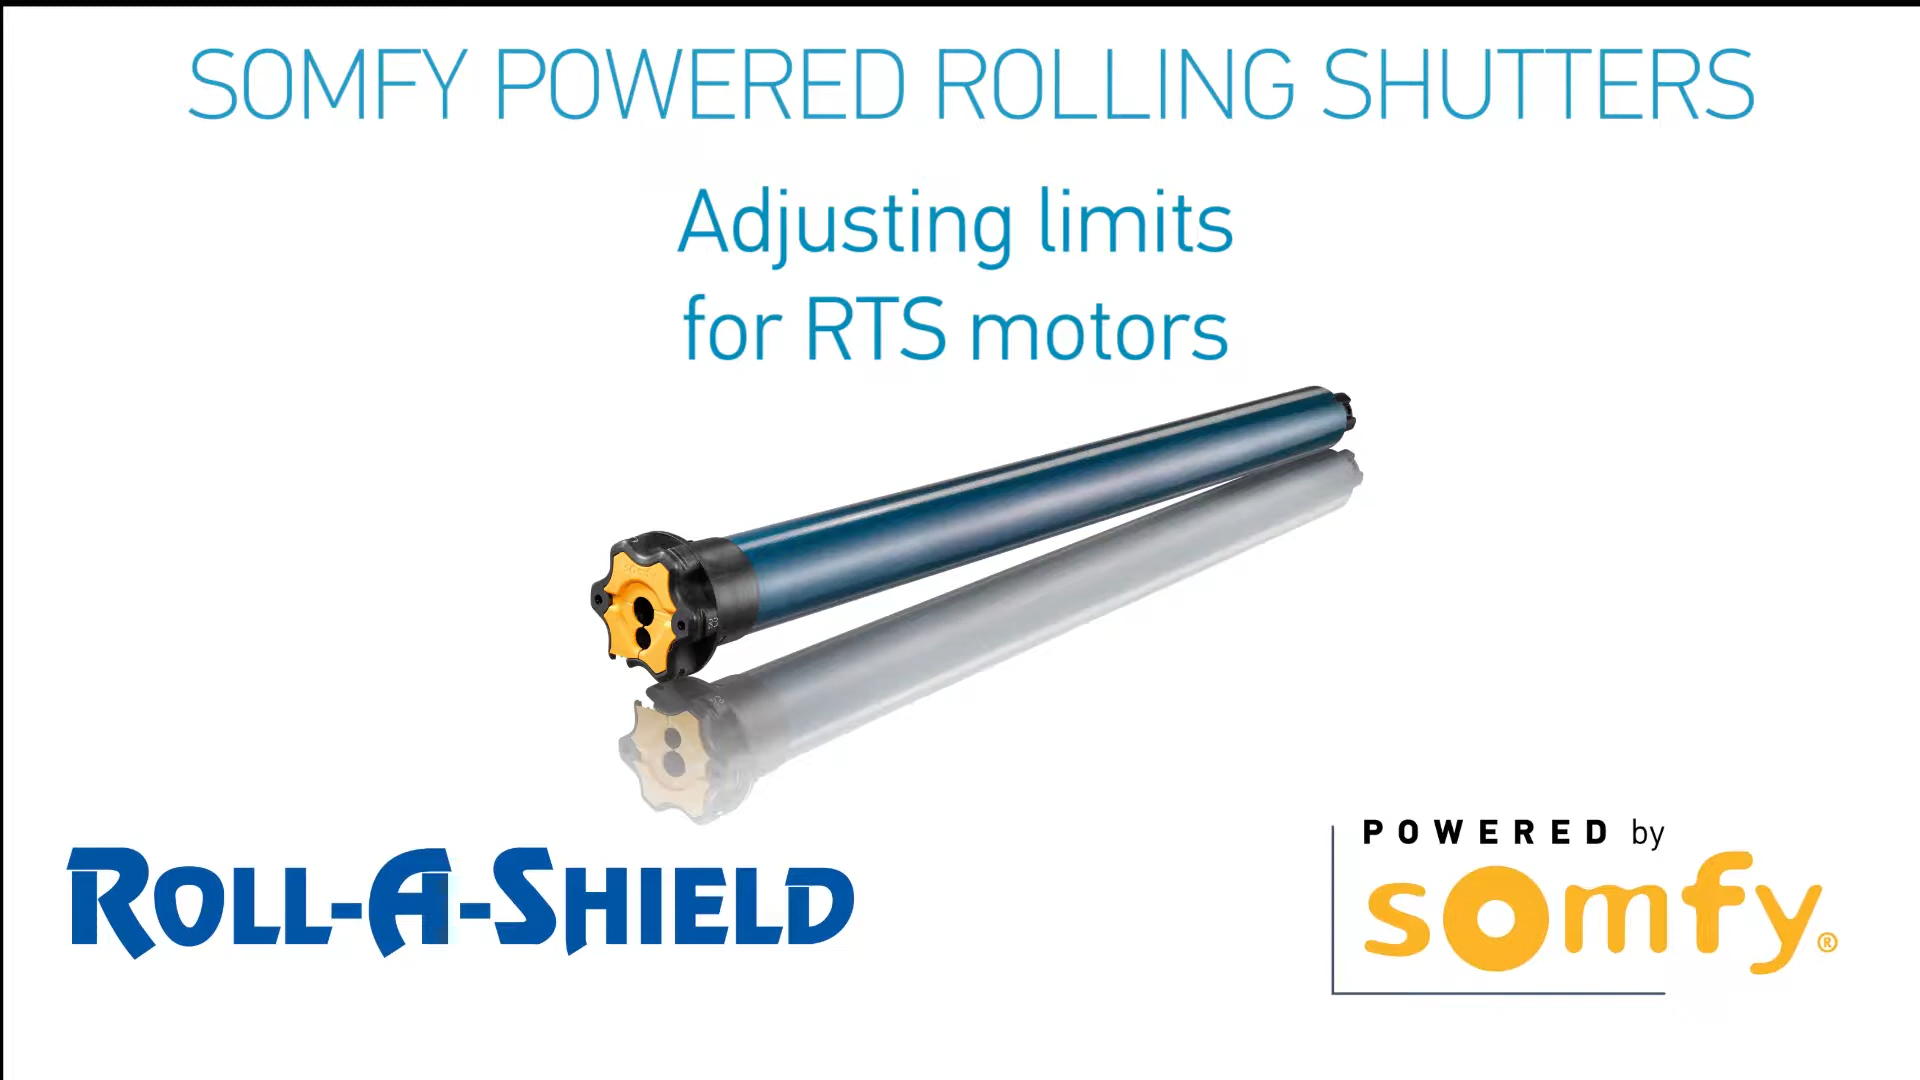 SOMFY POWERED ROLLING SHUTTERS
Adjusting limits
for RTS motors
ROLL-A-SHIELD
POWERED by
somfy®